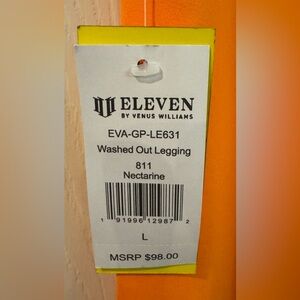 ELEVEN
BY VENUS WILLIAMS
EVA-GP-LE631
Washed Out Legging
811
Nectarine
1 91996 12987 2
L
MSRP $98.00